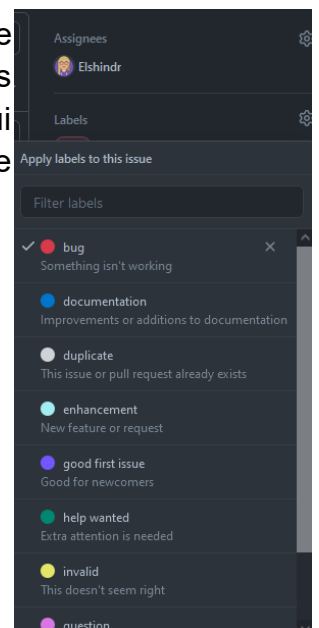 e
s
ui
e
Assignees
Elshindr
Labels
Apply labels to this issue
Filter labels
bug
Something isn't working
documentation
Improvements or additions to documentation
duplicate
This issue or pull request already exists
enhancement
New feature or request
good first issue
Good for newcomers
help wanted
Extra attention is needed
invalid
This doesn't seem right
question